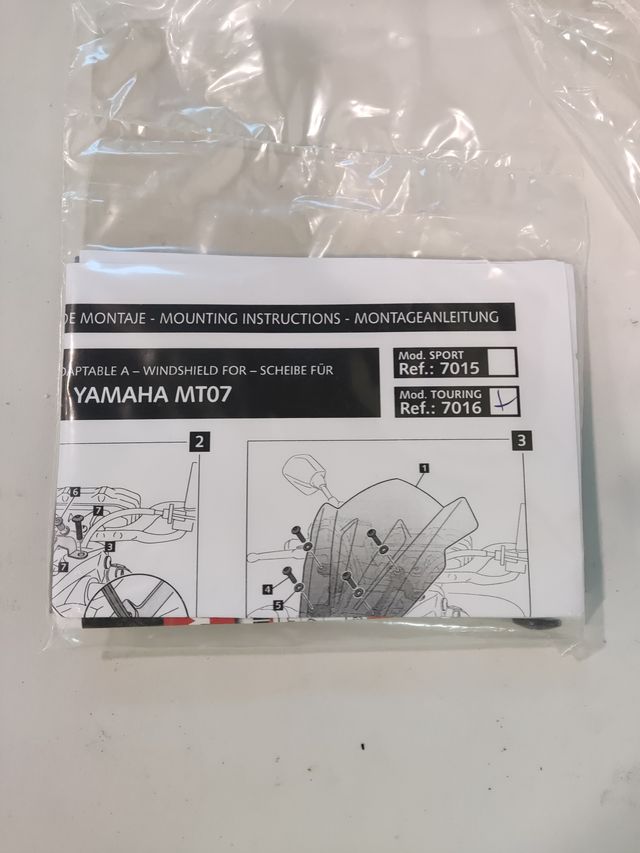 DE MONTAJE - MOUNTING INSTRUCTIONS - MONTAGEANLEITUNG
ADAPTABLE A – WINDSHIELD FOR – SCHEIBE FÜR
YAMAHA MT07
Mod. SPORT
Ref.: 7015
Mod. TOURING
Ref.: 7016
2
3
1
6
7
3
7
4
5